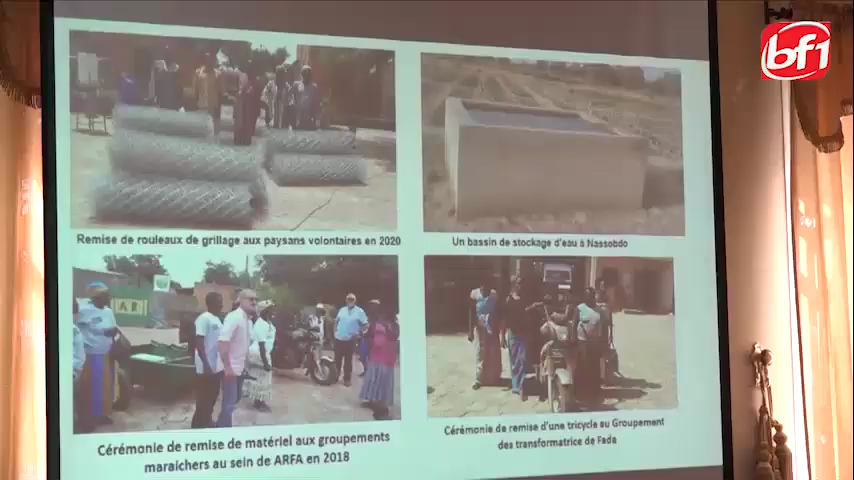 bf1
Remise de rouleaux de grillage aux paysans volontaires en 2020
Un bassin de stockage d'eau à Nassobdo
Cérémonie de remise de matériel aux groupements
maraichers au sein de ARFA en 2018
Cérémonie de remise d'une tricycle au Groupement
des transformatrice de Fada